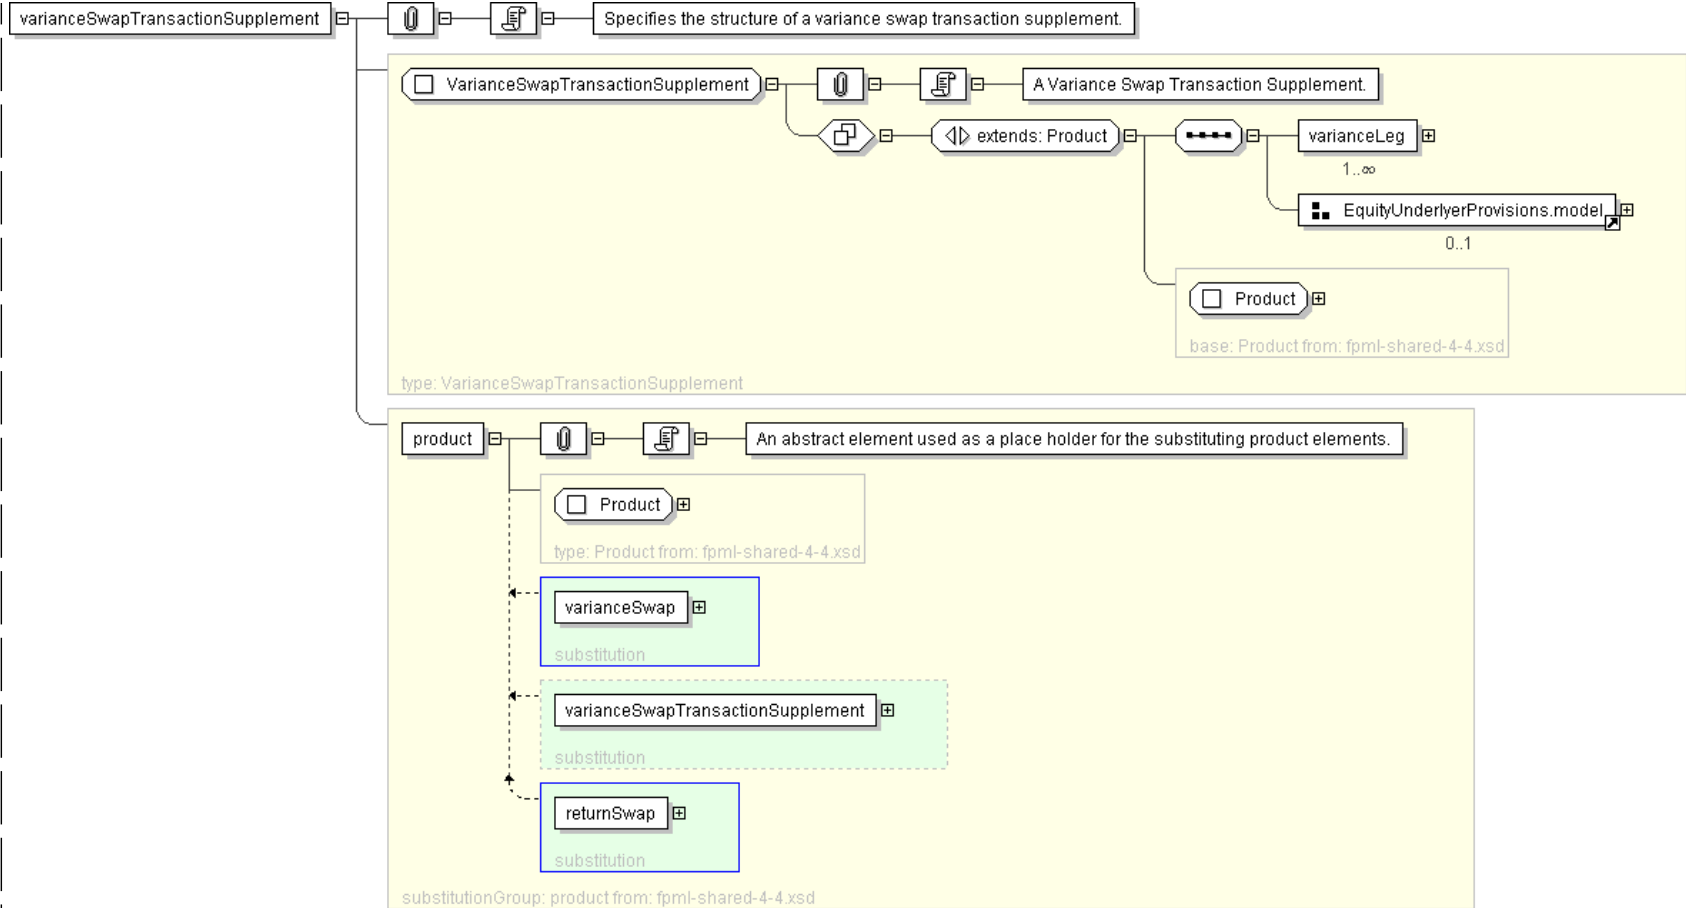 varianceSwapTransactionSupplement
Specifies the structure of a variance swap transaction supplement.
VarianceSwapTransactionSupplement
A Variance Swap Transaction Supplement.
extends: Product
varianceLeg
1..∞
EquityUnderlyerProvisions.model
0..1
Product
base: Product from: fpml-shared-4-4.xsd
type: VarianceSwapTransactionSupplement
product
An abstract element used as a place holder for the substituting product elements.
Product
type: Product from: fpml-shared-4-4.xsd
varianceSwap
substitution
varianceSwapTransactionSupplement
substitution
returnSwap
substitution
substitutionGroup: product from: fpml-shared-4-4.xsd